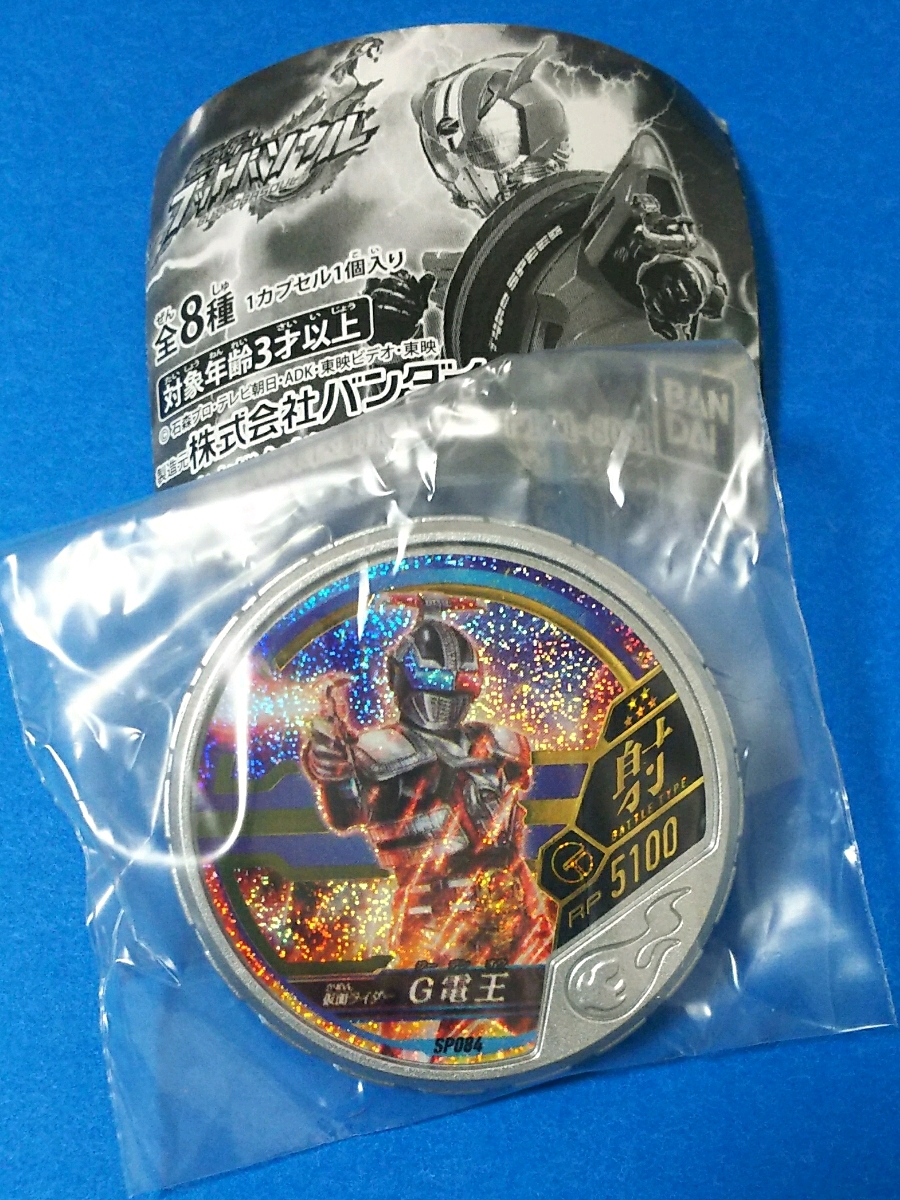 ブットバソウル
全8種 1カプセル1個入り
対象年齢3才以上
© 石森プロ・テレビ朝日・ADK・東映ビデオ・東映
製造元 株式会社バンダイ
BAN
DAI
射
BATTLE TYPE
RP 5100
仮面ライダー G電王
SP084